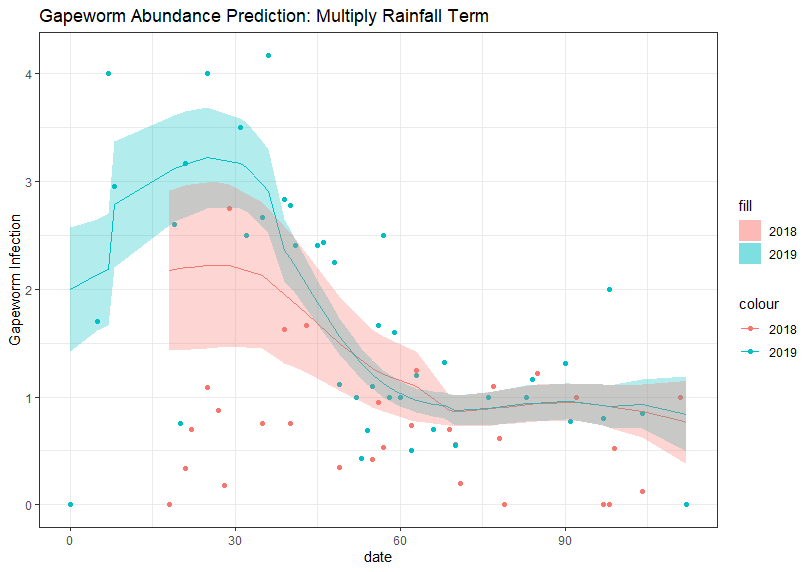 Gapeworm Abundance Prediction: Multiply Rainfall Term
Gapeworm Infection
4
3
2
1
0
0
30
60
90
date
fill
2018
2019
colour
2018
2019